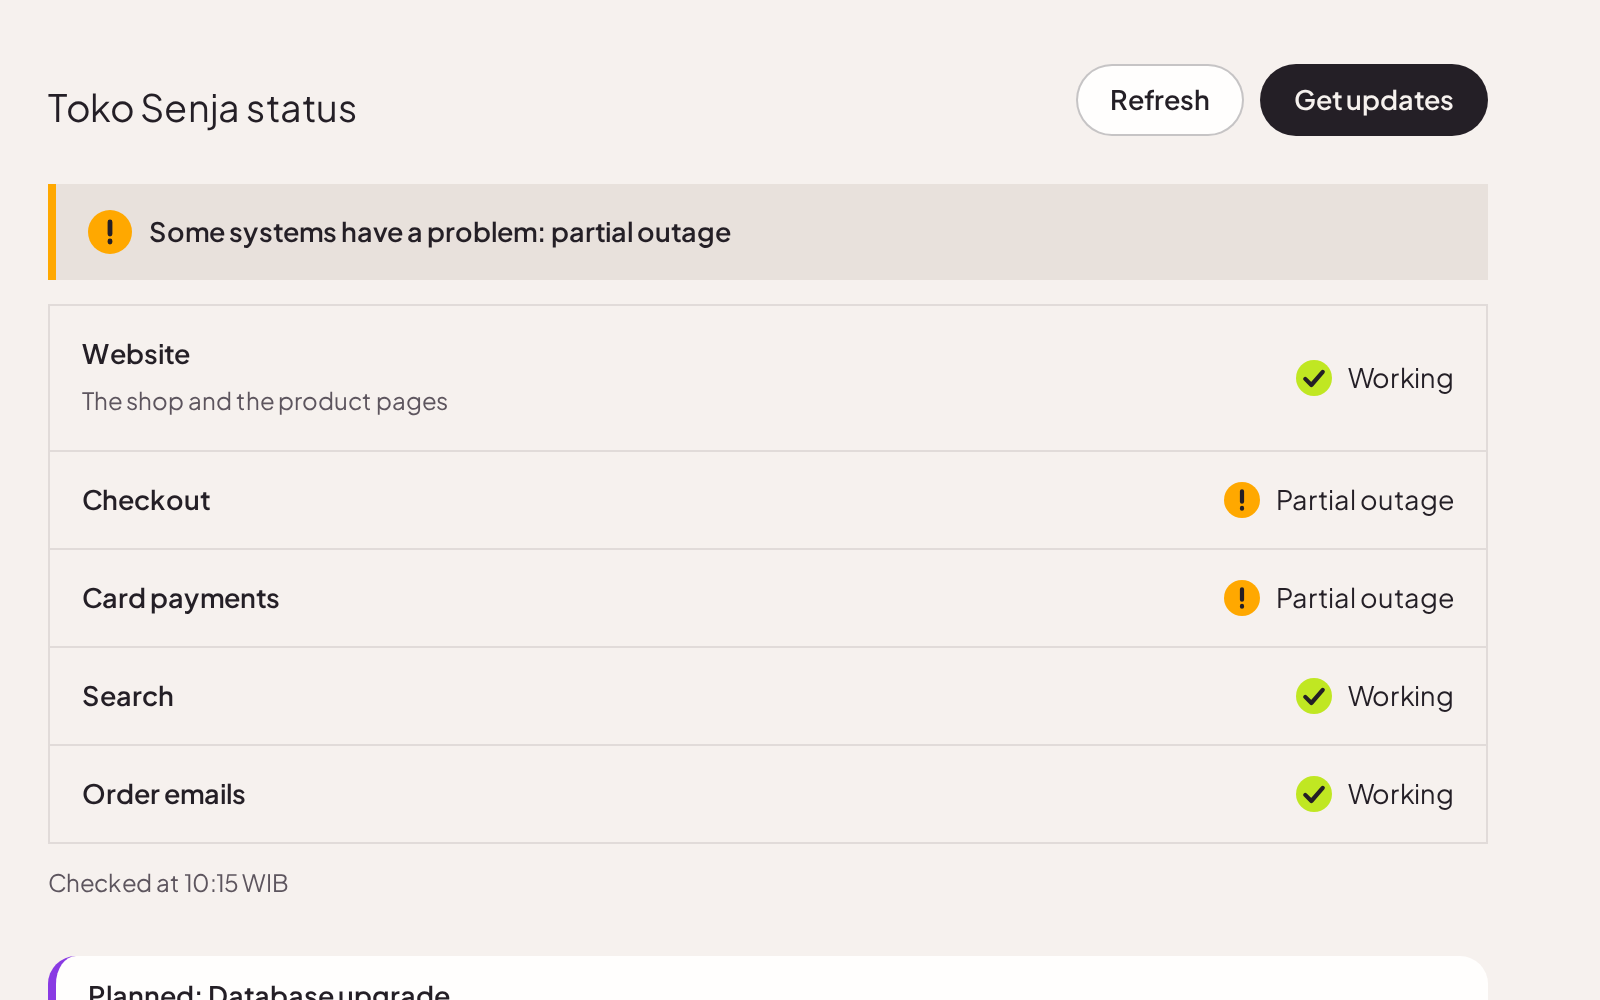 Toko Senja status
Refresh
Get updates
Some systems have a problem: partial outage
Website
The shop and the product pages
Working
Checkout
Partial outage
Card payments
Partial outage
Search
Working
Order emails
Working
Checked at 10:15 WIB
Planned: Database upgrade